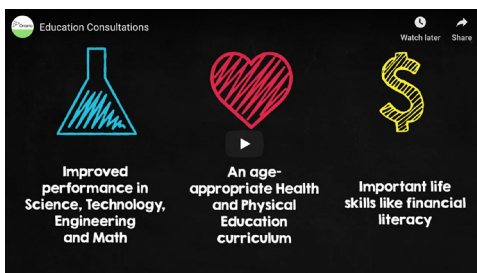 Ontario
Education Consultations
Watch later
Share
Improved
performance in
Science, Technology,
Engineering
and Math
An age-
appropriate Health
and Physical
Education
curriculum
Important life
skills like financial
literacy